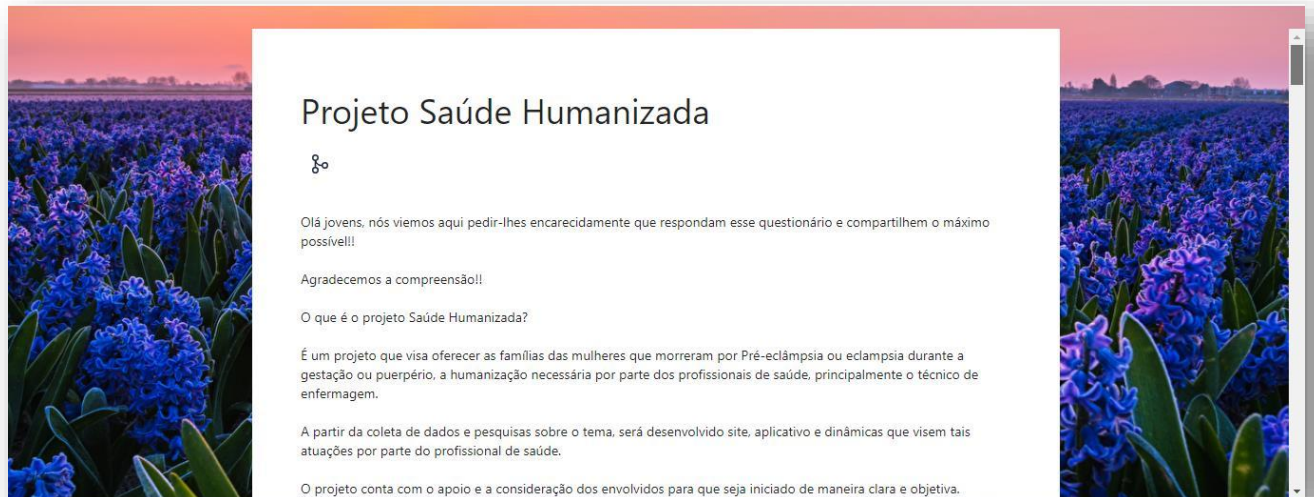 Projeto Saúde Humanizada
Olá jovens, nós viemos aqui pedir-lhes encarecidamente que respondam esse questionário e compartilhem o máximo
possível!!
Agradecemos a compreensão!!
O que é o projeto Saúde Humanizada?
É um projeto que visa oferecer as famílias das mulheres que morreram por Pré-eclâmpsia ou eclampsia durante a
gestação ou puerpério, a humanização necessária por parte dos profissionais de saúde, principalmente o técnico de
enfermagem.
A partir da coleta de dados e pesquisas sobre o tema, será desenvolvido site, aplicativo e dinâmicas que visem tais
atuações por parte do profissional de saúde.
O projeto conta com o apoio e a consideração dos envolvidos para que seja iniciado de maneira clara e objetiva.